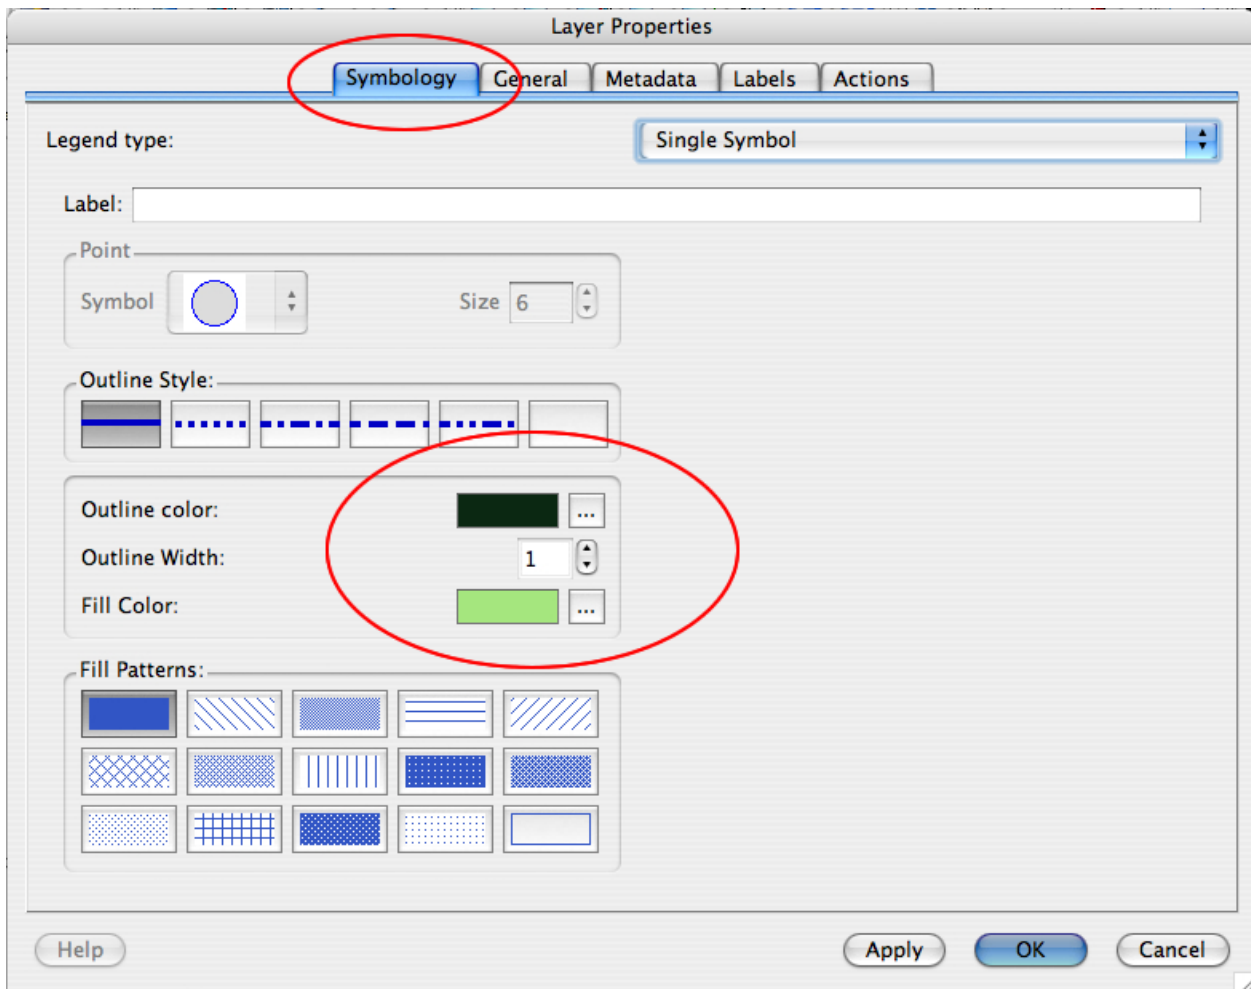 Layer Properties
Symbology General Metadata Labels Actions
Legend type: Single Symbol
Label:
Point
Symbol Size 6
Outline Style:
Outline color: ...
Outline Width: 1
Fill Color: ...
Fill Patterns:
Help Apply OK Cancel